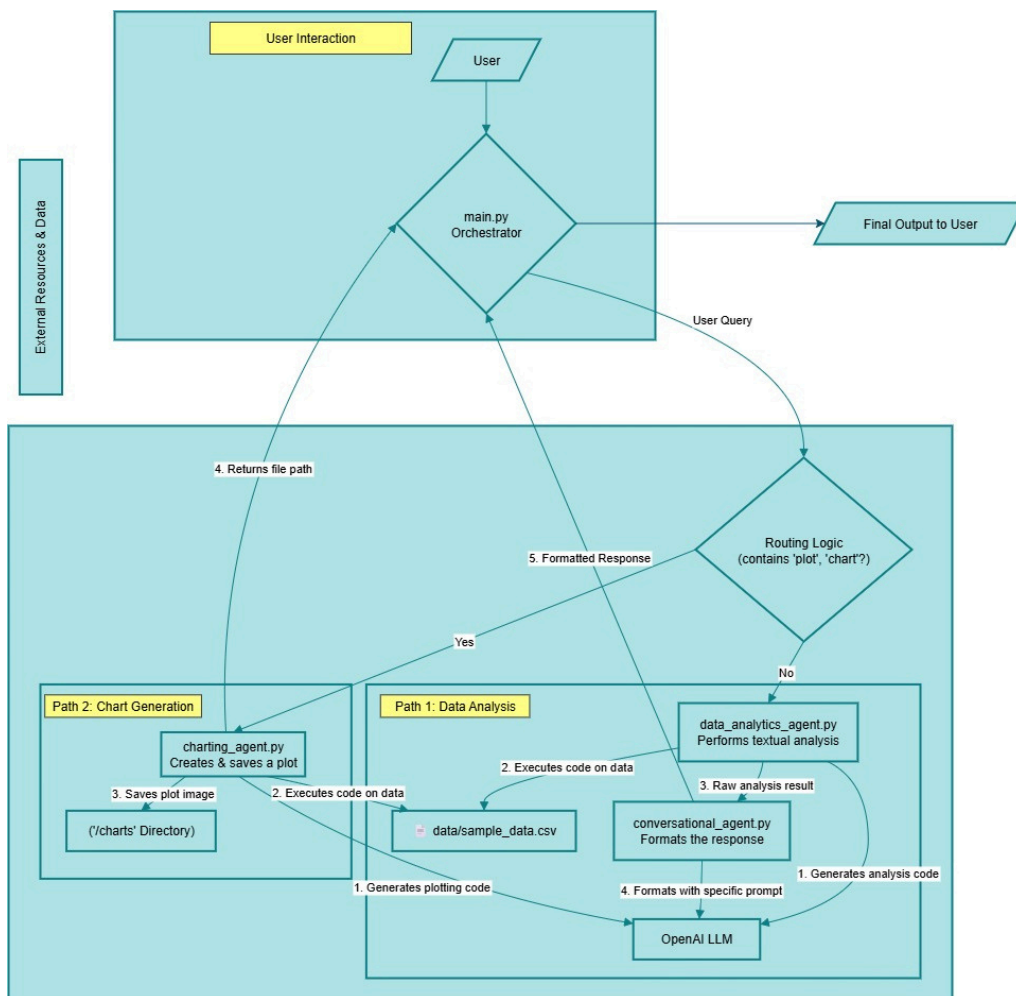 User Interaction
User
main.py
Orchestrator
Final Output to User
External Resources & Data
User Query
4. Returns file path
Routing Logic
(contains 'plot', 'chart'?)
5. Formatted Response
Yes
No
Path 2: Chart Generation
charting_agent.py
Creates & saves a plot
3. Saves plot image
2. Executes code on data
('/charts' Directory)
1. Generates plotting code
Path 1: Data Analysis
data_analytics_agent.py
Performs textual analysis
2. Executes code on data
3. Raw analysis result
data/sample_data.csv
conversational_agent.py
Formats the response
1. Generates analysis code
4. Formats with specific prompt
OpenAI LLM